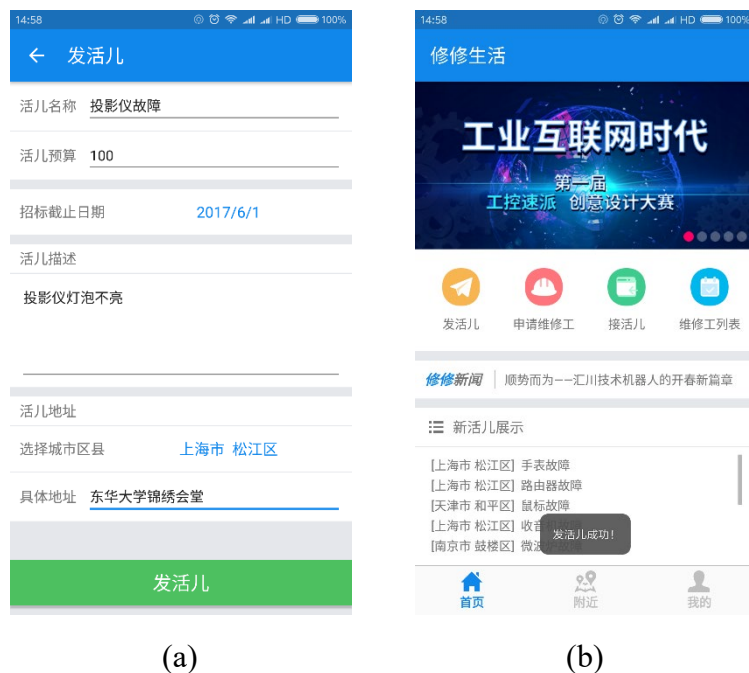 14:58
HD
100%
发活儿
活儿名称 投影仪故障
活儿预算 100
招标截止日期 2017/6/1
活儿描述
投影仪灯泡不亮
活儿地址
选择城市区县 上海市 松江区
具体地址 东华大学锦绣会堂
发活儿
(a)
14:58
HD
100%
修修生活
工业互联网时代
第一届
工控速派 创意设计大赛
发活儿 申请维修工 接活儿 维修工列表
修修新闻 顺势而为——汇川技术机器人的开春新篇章
新活儿展示
[上海市 松江区] 手表故障
[上海市 松江区] 路由器故障
[天津市 和平区] 鼠标故障
[上海市 松江区] 收音
[南京市 鼓楼区] 微波
发活儿成功！
首页 附近 我的
(b)